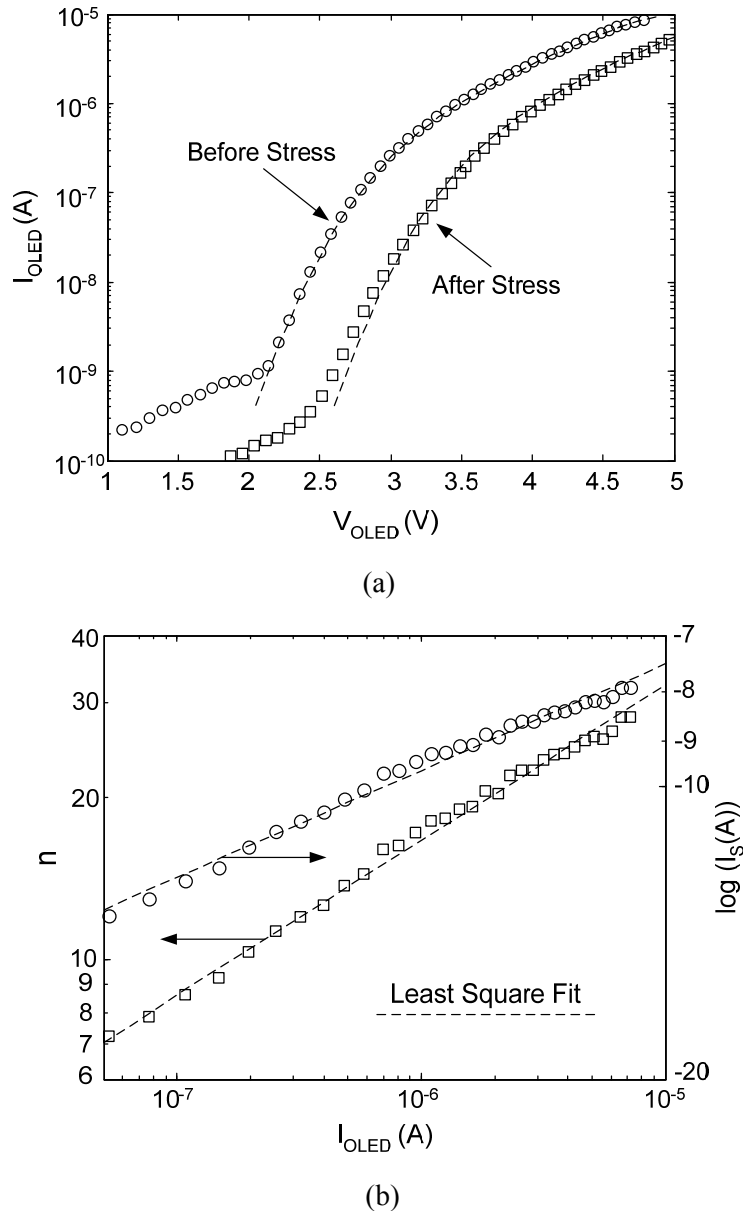 10⁻⁵
10⁻⁶
10⁻⁷
10⁻⁸
10⁻⁹
10⁻¹⁰
I_OLED (A)
Before Stress
After Stress
1 1.5 2 2.5 3 3.5 4 4.5 5
V_OLED (V)
(a)
40
30
20
10
9
8
7
6
n
-7
-8
-9
-10
-20
log (I_S(A))
Least Square Fit
10⁻⁷ 10⁻⁶ 10⁻⁵
I_OLED (A)
(b)